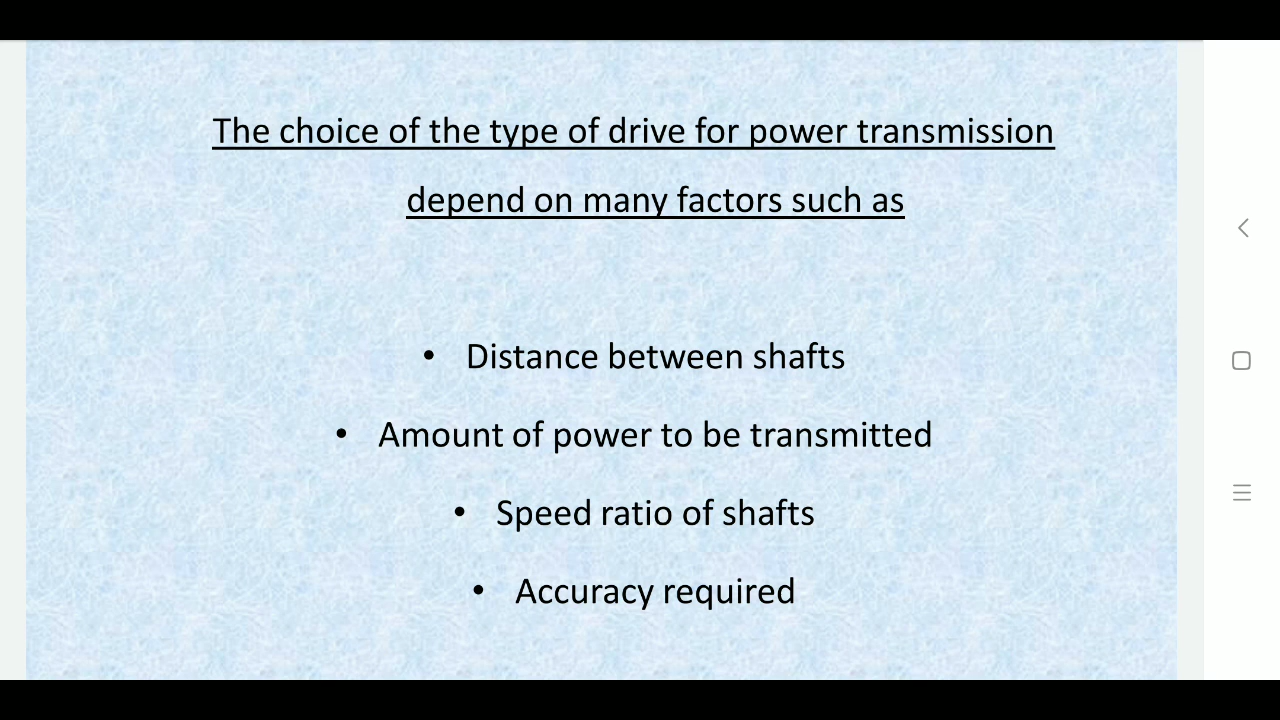 The choice of the type of drive for power transmission
depend on many factors such as
• Distance between shafts
• Amount of power to be transmitted
• Speed ratio of shafts
• Accuracy required